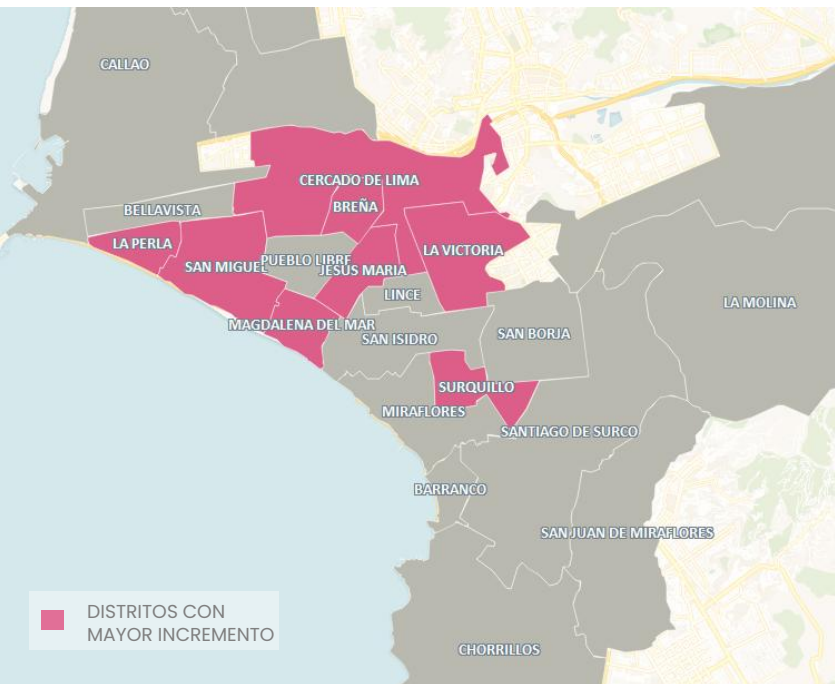 CALLAO
CERCADO DE LIMA
BREÑA
BELLAVISTA
LA PERLA
LA VICTORIA
PUEBLO LIBRE
SAN MIGUEL
JESUS MARIA
LINCE
LA MOLINA
MAGDALENA DEL MAR
SAN ISIDRO
SAN BORJA
SURQUILLO
MIRAFLORES
SANTIAGO DE SURCO
BARRANCO
SAN JUAN DE MIRAFLORES
DISTRITOS CON
MAYOR INCREMENTO
CHORRILLOS